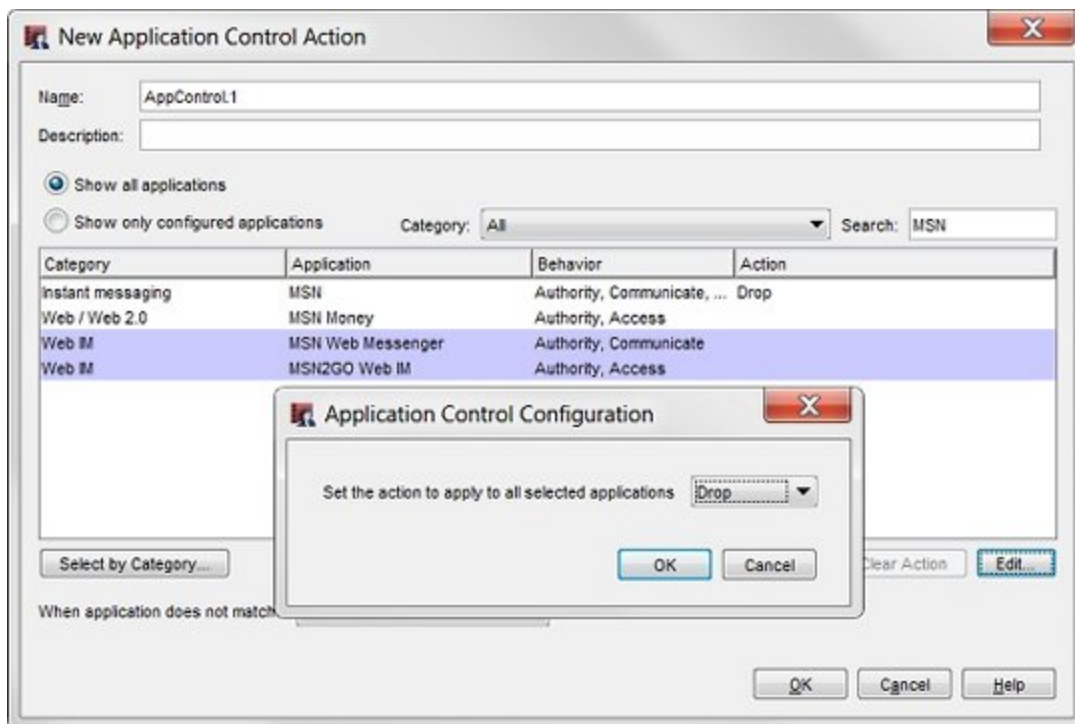 New Application Control Action
Name: AppControl.1
Description:
Show all applications
Show only configured applications Category: All Search: MSN
Category Application Behavior Action
Instant messaging MSN Authority, Communicate, ... Drop
Web / Web 2.0 MSN Money Authority, Access
Web IM MSN Web Messenger Authority, Communicate
Web IM MSN2GO Web IM Authority, Access
Application Control Configuration
Set the action to apply to all selected applications Drop
OK Cancel
Select by Category... Clear Action Edit...
When application does not match
OK Cancel Help